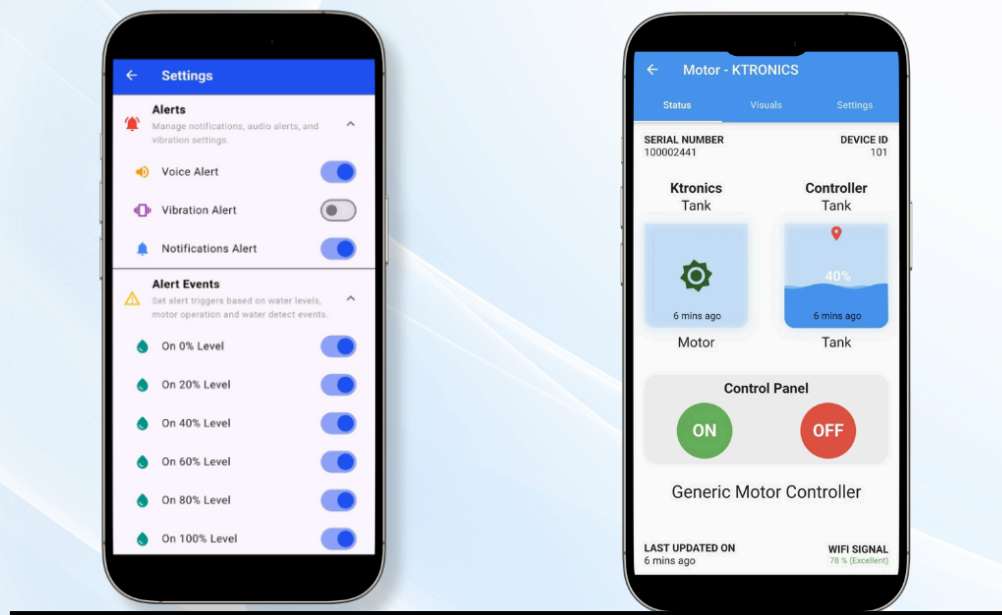 Settings
Alerts
Manage notifications, audio alerts, and
vibration settings.
Voice Alert
Vibration Alert
Notifications Alert
Alert Events
Set alert triggers based on water levels,
motor operation and water detect events.
On 0% Level
On 20% Level
On 40% Level
On 60% Level
On 80% Level
On 100% Level
Motor - KTRONICS
Status Visuals Settings
SERIAL NUMBER DEVICE ID
100002441 101
Ktronics Controller
Tank Tank
40%
6 mins ago 6 mins ago
Motor Tank
Control Panel
ON OFF
Generic Motor Controller
LAST UPDATED ON WIFI SIGNAL
6 mins ago 78 % (Excellent)